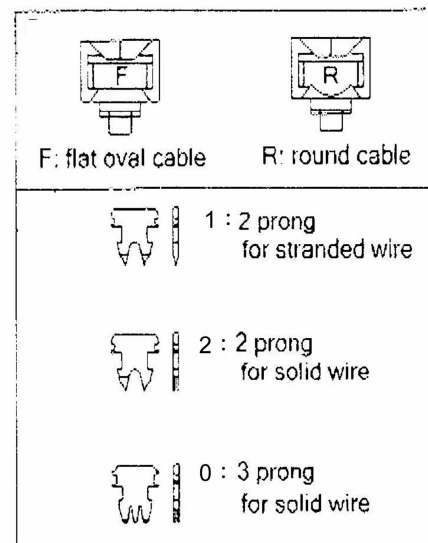 F
R
F: flat oval cable
R: round cable
1 : 2 prong
for stranded wire
2 : 2 prong
for solid wire
0 : 3 prong
for solid wire